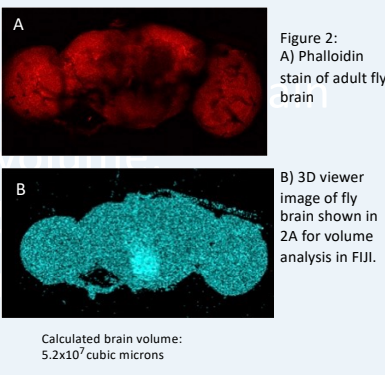 A
Figure 2:
A) Phalloidin
stain of adult fly
brain
B
B) 3D viewer
image of fly
brain shown in
2A for volume
analysis in FIJI.
Calculated brain volume:
5.2x10⁷ cubic microns